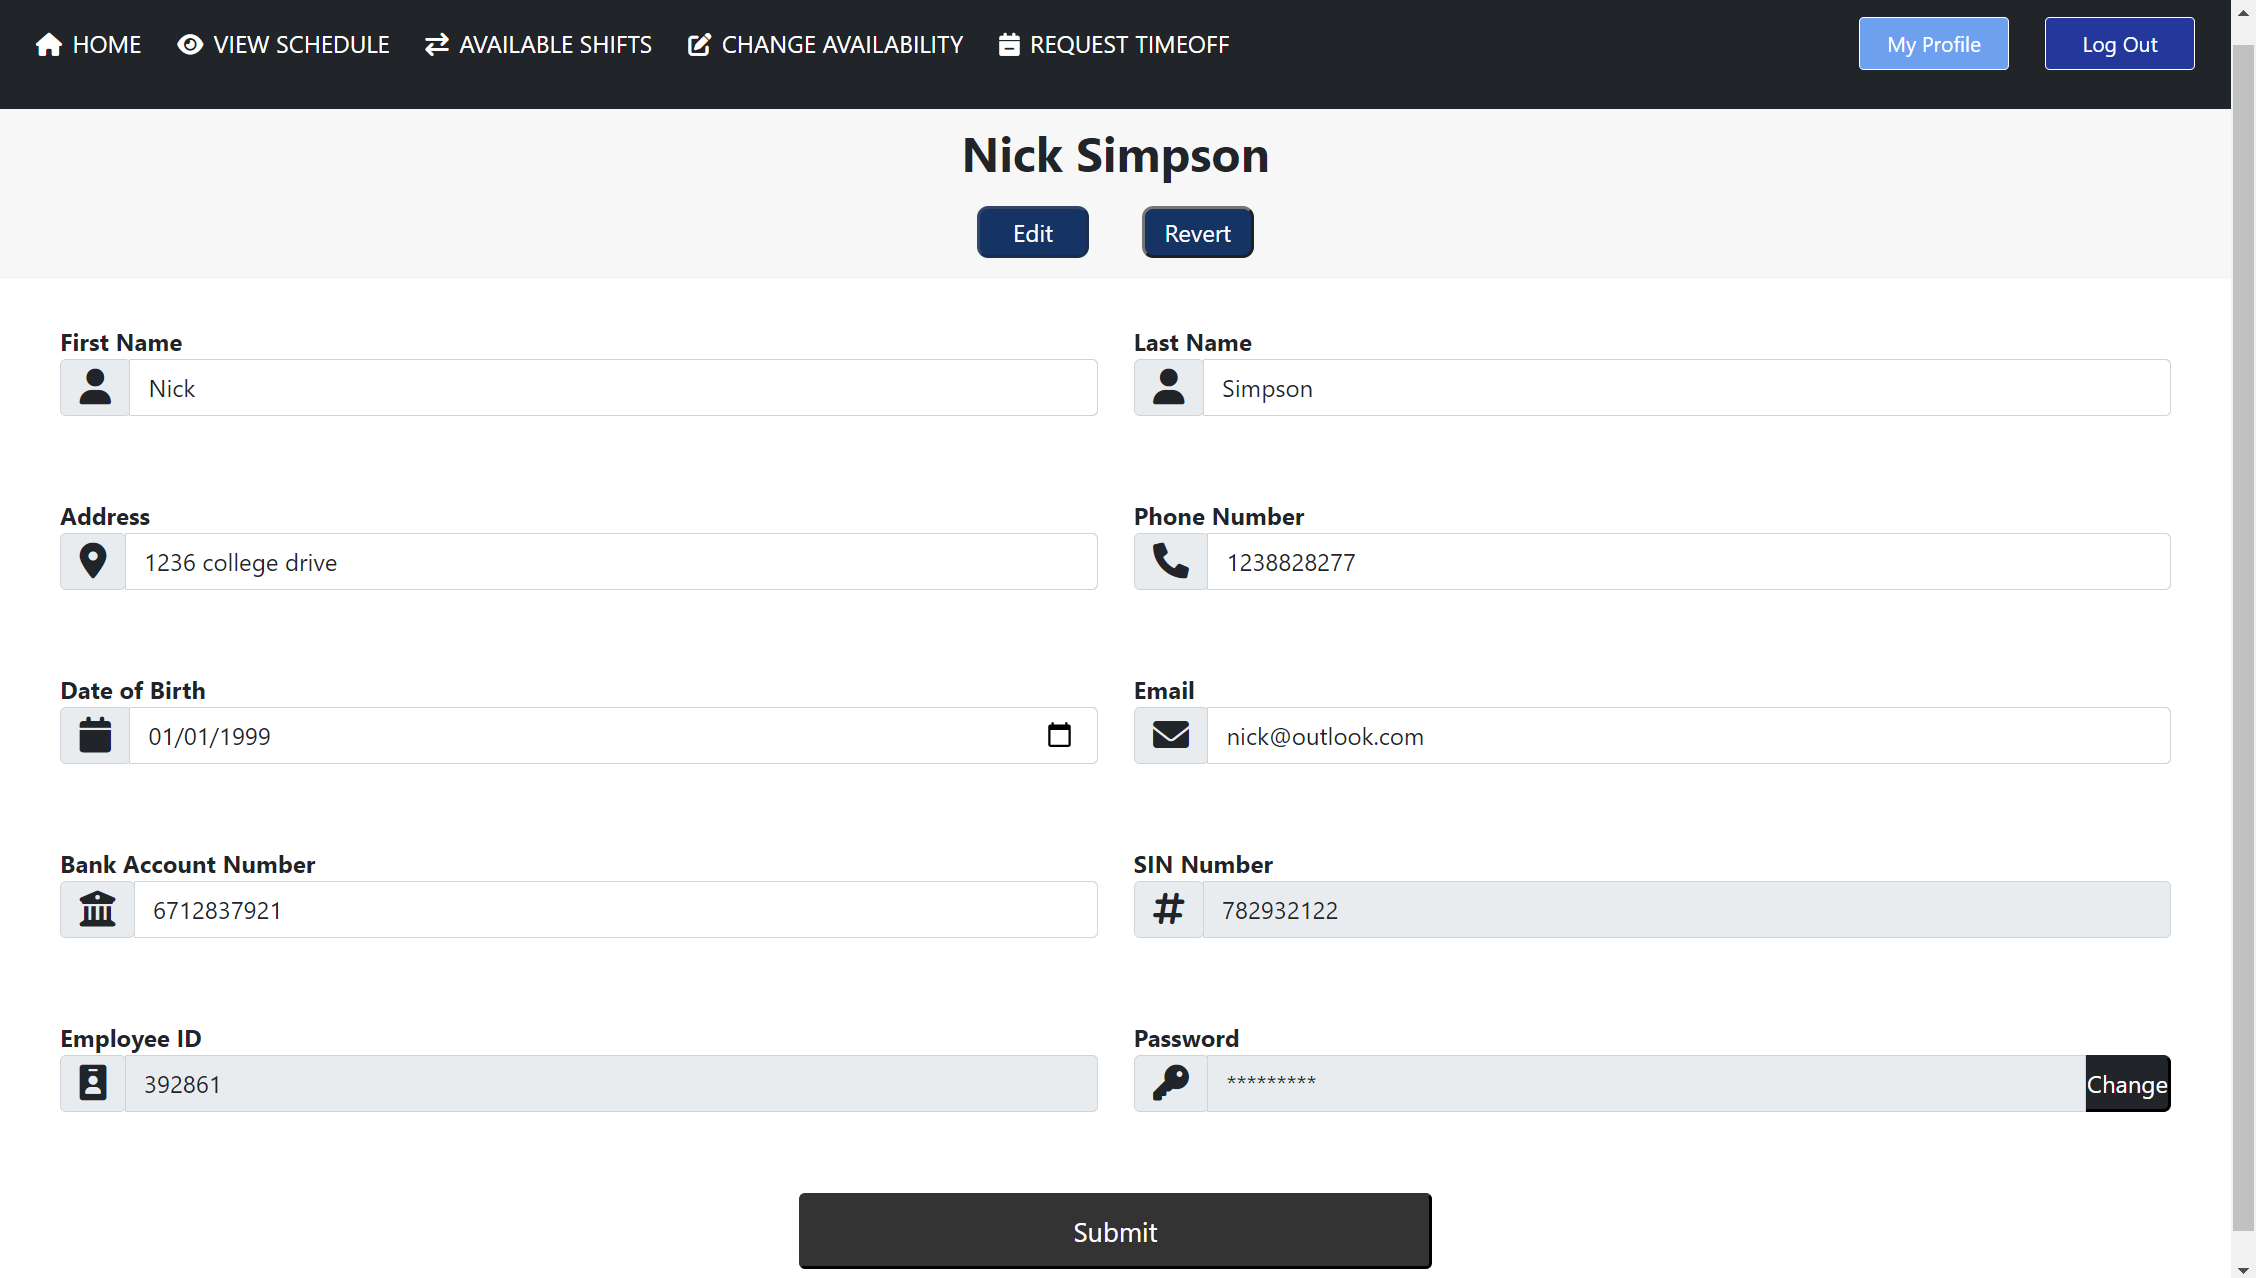 HOME VIEW SCHEDULE AVAILABLE SHIFTS CHANGE AVAILABILITY REQUEST TIMEOFF My Profile Log Out
Nick Simpson
Edit Revert
First Name Last Name
Nick Simpson
Address Phone Number
1236 college drive 1238828277
Date of Birth Email
01/01/1999 nick@outlook.com
Bank Account Number SIN Number
6712837921 782932122
Employee ID Password
392861 ********* Change
Submit